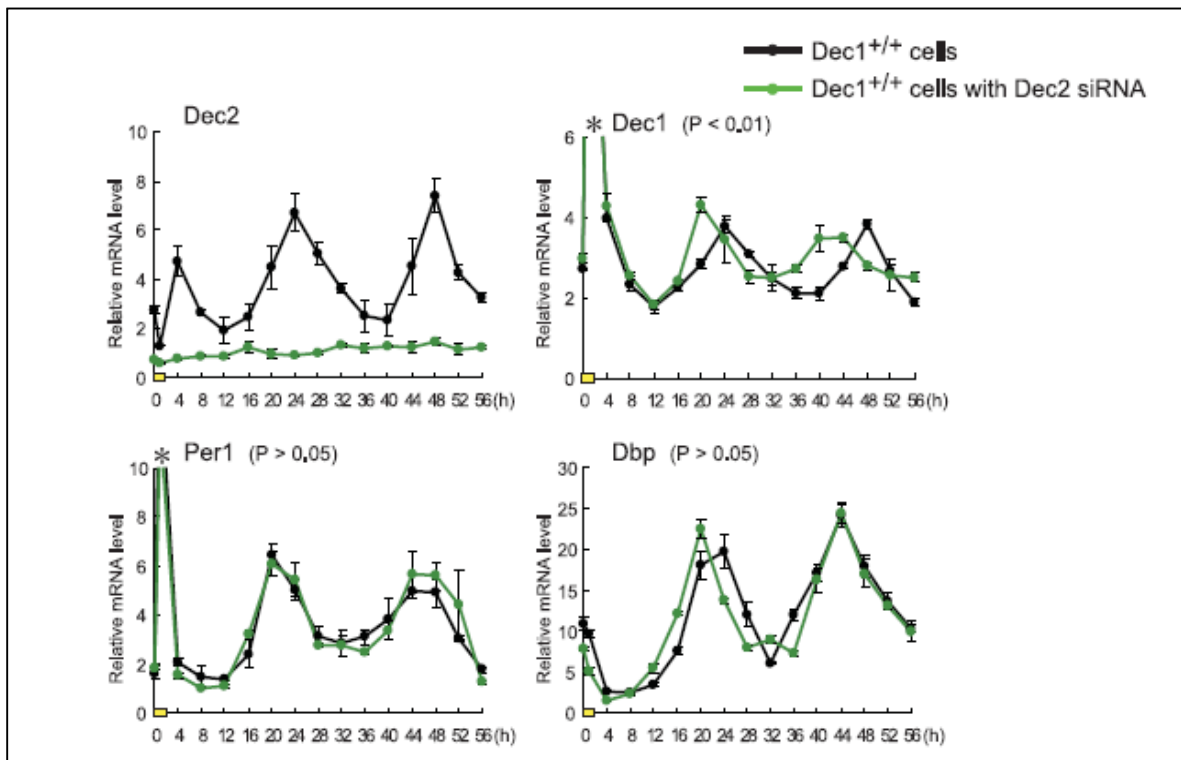 Dec1+/+ cells
Dec1+/+ cells with Dec2 siRNA
Dec2
Relative mRNA level
10
8
6
4
2
0
0 4 8 12 16 20 24 28 32 36 40 44 48 52 56(h)
* Dec1 (P < 0.01)
Relative mRNA level
6
4
2
0
0 4 8 12 16 20 24 28 32 36 40 44 48 52 56(h)
* Per1 (P > 0.05)
Relative mRNA level
10
8
6
4
2
0
0 4 8 12 16 20 24 28 32 36 40 44 48 52 56(h)
Dbp (P > 0.05)
Relative mRNA level
30
25
20
15
10
5
0
0 4 8 12 16 20 24 28 32 36 40 44 48 52 56(h)